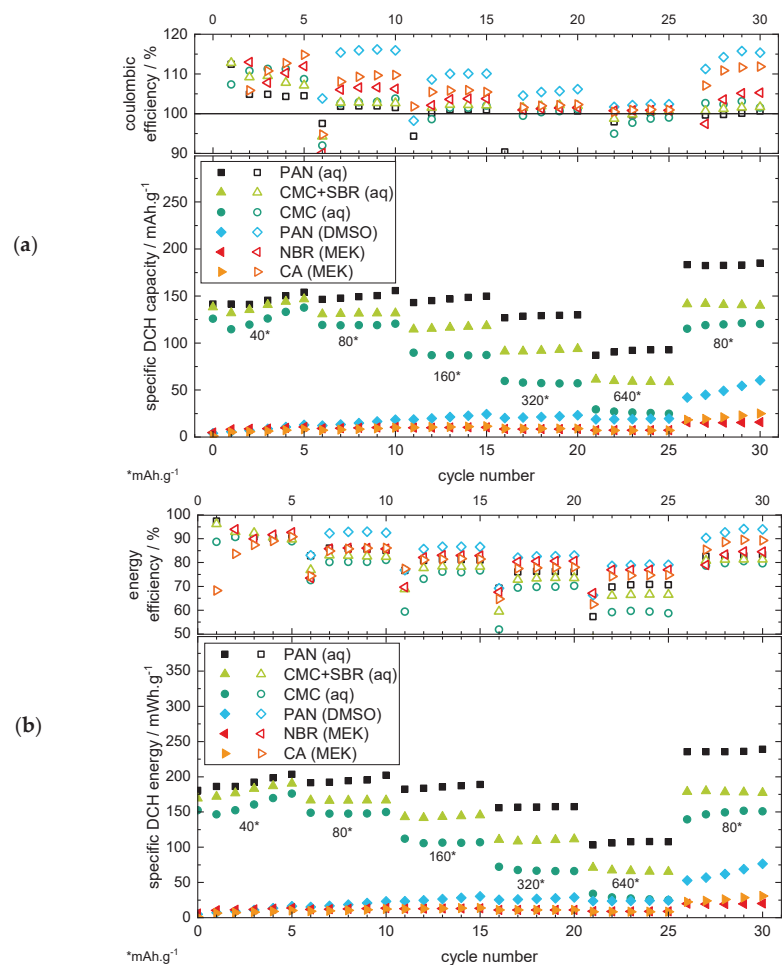 (a)
0 5 10 15 20 25 30
coulombic
efficiency / %
120
110
100
90
PAN (aq)
CMC+SBR (aq)
CMC (aq)
PAN (DMSO)
NBR (MEK)
CA (MEK)
specific DCH capacity / mAh.g⁻¹
250
200
150
100
50
0
40*
80*
160*
320*
640*
80*
0 5 10 15 20 25 30
*mAh.g⁻¹
cycle number
(b)
0 5 10 15 20 25 30
energy
efficiency / %
100
90
80
70
60
50
PAN (aq)
CMC+SBR (aq)
CMC (aq)
PAN (DMSO)
NBR (MEK)
CA (MEK)
specific DCH energy / mWh.g⁻¹
350
300
250
200
150
100
50
0
40*
80*
160*
320*
640*
80*
0 5 10 15 20 25 30
*mAh.g⁻¹
cycle number